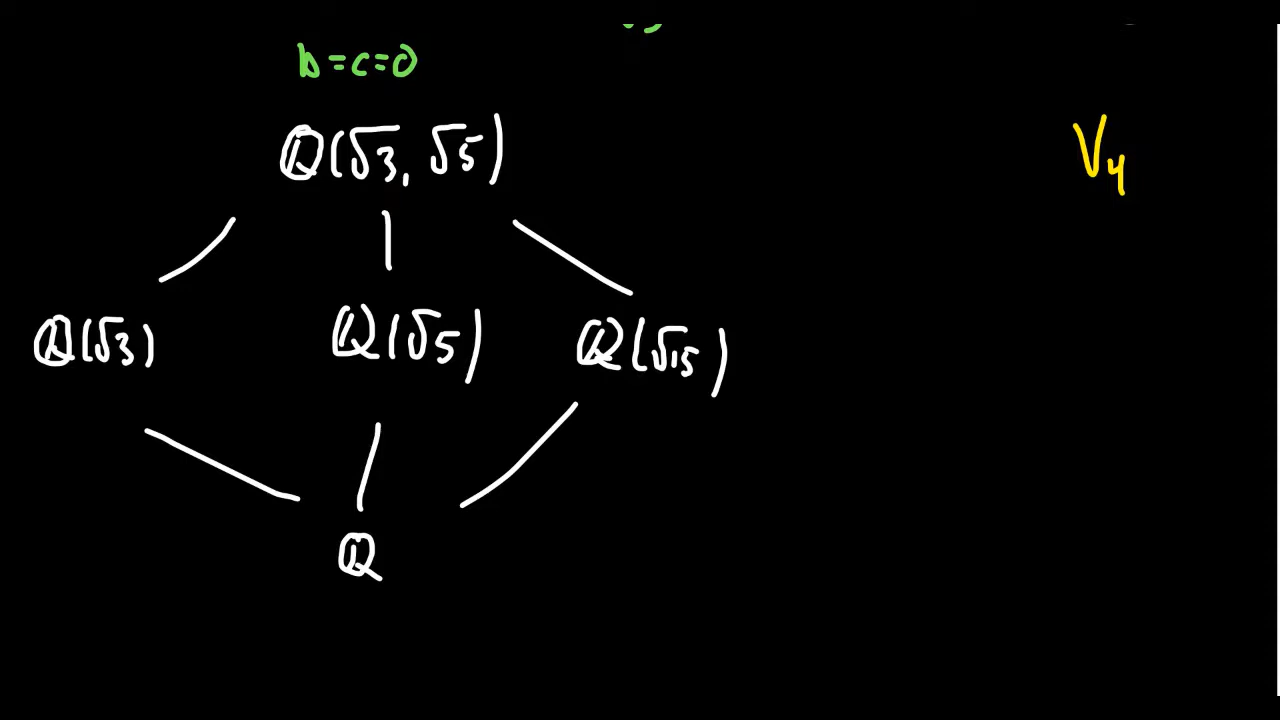 b=c=0
ℚ(√3, √5)
V₄
ℚ(√3)
ℚ(√5)
ℚ(√15)
ℚ